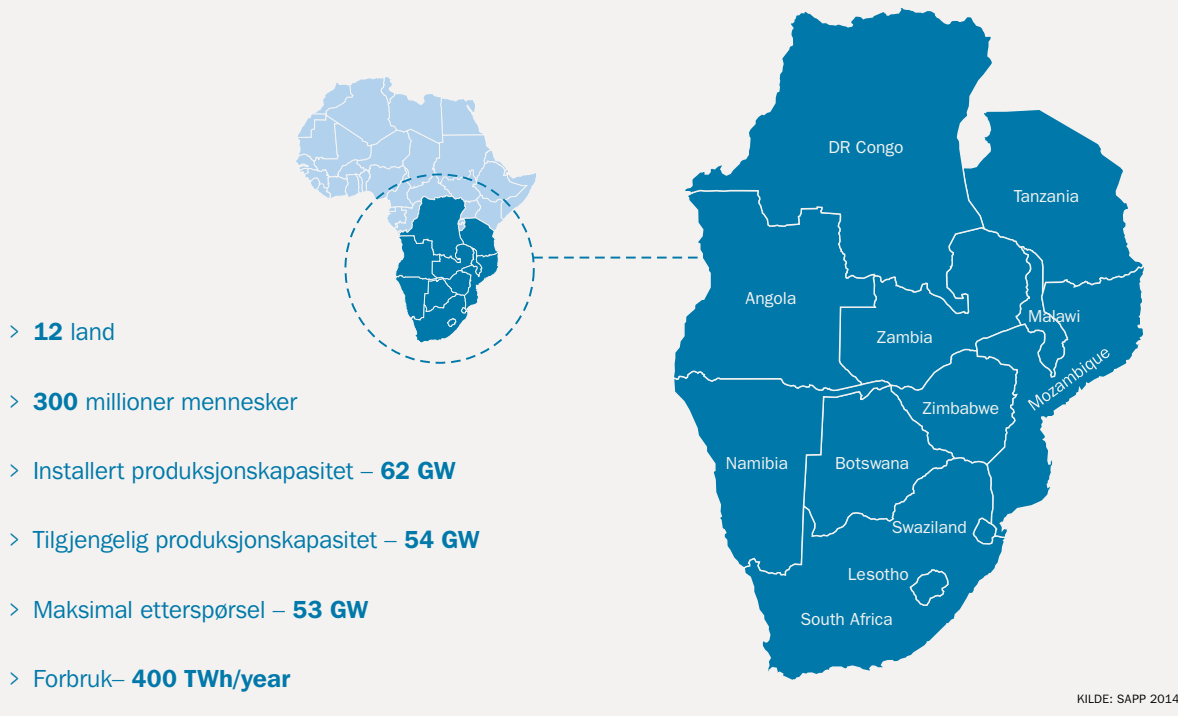 > 12 land
> 300 millioner mennesker
> Installert produksjonskapasitet – 62 GW
> Tilgjengelig produksjonskapasitet – 54 GW
> Maksimal etterspørsel – 53 GW
> Forbruk– 400 TWh/year
DR Congo
Tanzania
Angola
Malawi
Zambia
Mozambique
Zimbabwe
Namibia
Botswana
Swaziland
Lesotho
South Africa
KILDE: SAPP 2014